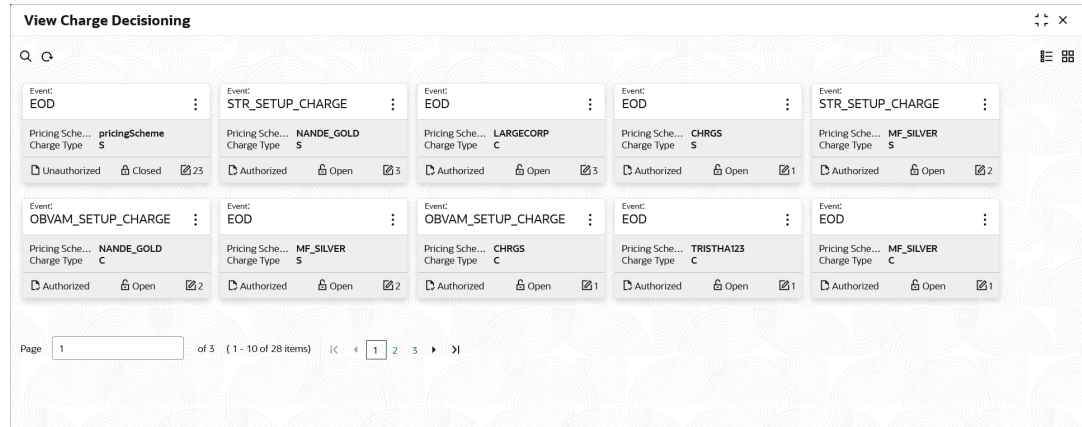 View Charge Decisioning
Event: Event: Event: Event: Event:
EOD STR_SETUP_CHARGE EOD EOD STR_SETUP_CHARGE
Pricing Sche... pricingScheme Pricing Sche... NANDE_GOLD Pricing Sche... LARGECORP Pricing Sche... CHRGS Pricing Sche... MF_SILVER
Charge Type S Charge Type S Charge Type C Charge Type S Charge Type S
Unauthorized Closed 23 Authorized Open 3 Authorized Open 3 Authorized Open 1 Authorized Open 2
Event: Event: Event: Event: Event:
OBVAM_SETUP_CHARGE EOD OBVAM_SETUP_CHARGE EOD EOD
Pricing Sche... NANDE_GOLD Pricing Sche... MF_SILVER Pricing Sche... CHRGS Pricing Sche... TRISTHA123 Pricing Sche... MF_SILVER
Charge Type C Charge Type S Charge Type C Charge Type C Charge Type C
Authorized Open 2 Authorized Open 2 Authorized Open 1 Authorized Open 1 Authorized Open 1
Page 1 of 3 ( 1 - 10 of 28 items) 1 2 3